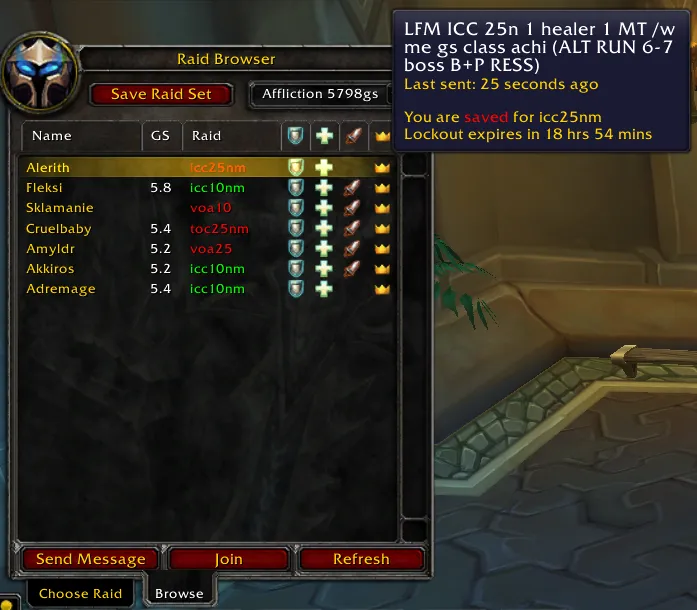 LFM ICC 25n 1 healer 1 MT /w
me gs class achi (ALT RUN 6-7
boss B+P RESS)
Last sent: 25 seconds ago
You are saved for icc25nm
Lockout expires in 18 hrs 54 mins
Raid Browser
Save Raid Set
Affliction 5798gs
Name GS Raid
Alerith icc25nm
Fleksi 5.8 icc10nm
Sklamanie voa10
Cruelbaby 5.4 toc25nm
Amyldr 5.2 voa25
Akkiros 5.2 icc10nm
Adremage 5.4 icc10nm
Send Message Join Refresh
Choose Raid Browse